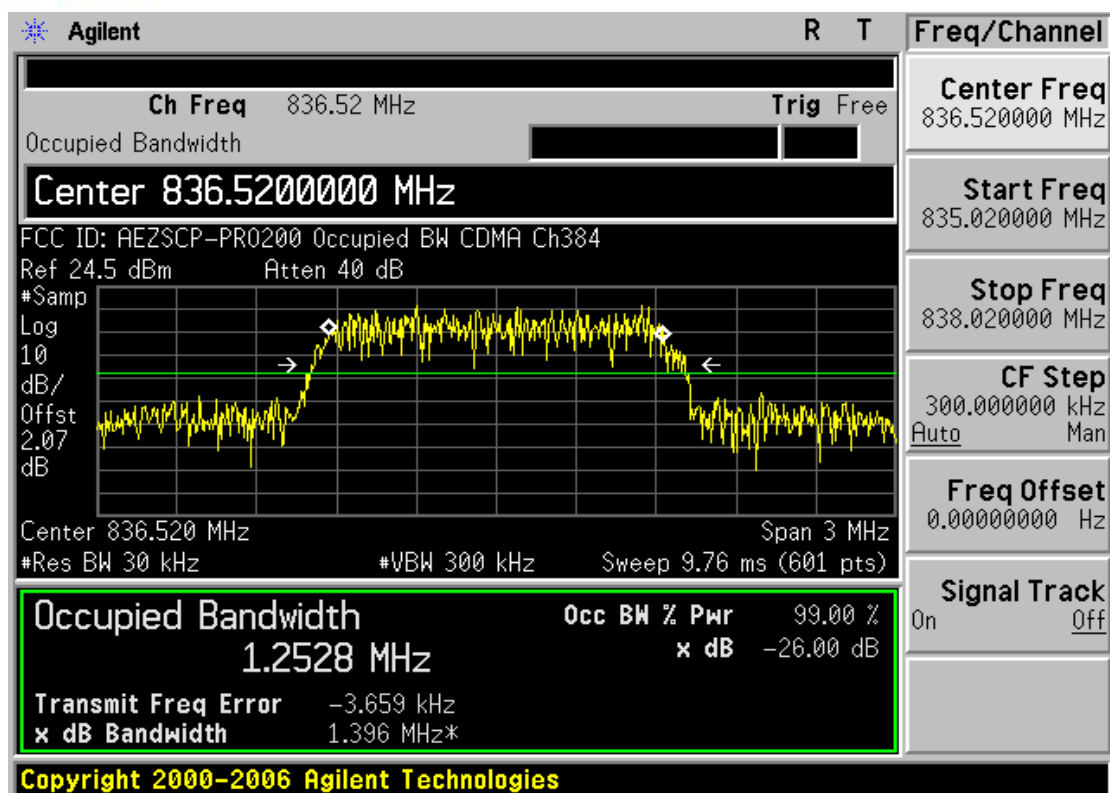 Agilent R T Freq/Channel
Ch Freq 836.52 MHz Trig Free
Occupied Bandwidth
Center 836.5200000 MHz
FCC ID: AEZSCP-PRO200 Occupied BW CDMA Ch384
Ref 24.5 dBm Atten 40 dB
#Samp
Log
10
dB/
Offst
2.07
dB
Center 836.520 MHz Span 3 MHz
#Res BW 30 kHz #VBW 300 kHz Sweep 9.76 ms (601 pts)
Occupied Bandwidth Occ BW % Pwr 99.00 %
1.2528 MHz x dB -26.00 dB
Transmit Freq Error -3.659 kHz
x dB Bandwidth 1.396 MHz*
Center Freq
836.520000 MHz
Start Freq
835.020000 MHz
Stop Freq
838.020000 MHz
CF Step
300.000000 kHz
Auto Man
Freq Offset
0.00000000 Hz
Signal Track
On Off
Copyright 2000-2006 Agilent Technologies